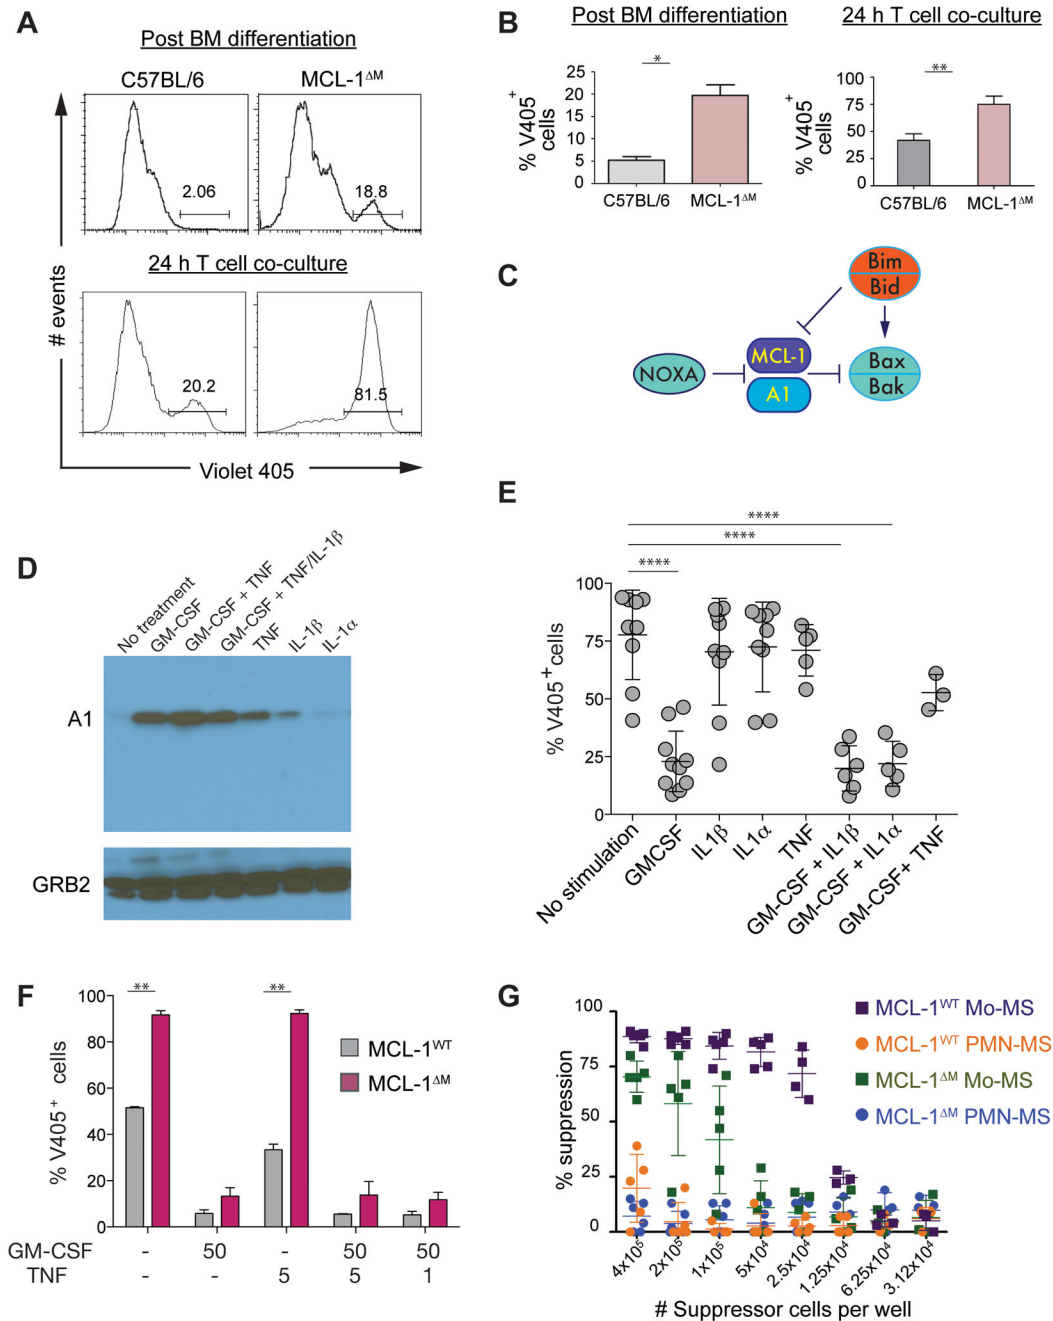 A
Post BM differentiation
C57BL/6
MCL-1ΔM
2.06
18.8
24 h T cell co-culture
20.2
81.5
# events
Violet 405
B
Post BM differentiation
24 h T cell co-culture
% V405+ cells
25
20
15
10
5
0
*
C57BL/6
MCL-1ΔM
% V405+ cells
100
75
50
25
0
**
C57BL/6
MCL-1ΔM
C
Bim
Bid
NOXA
MCL-1
A1
Bax
Bak
D
No treatment
GM-CSF
GM-CSF + TNF
GM-CSF + TNF/IL-1β
TNF
IL-1β
IL-1α
A1
GRB2
E
****
****
****
% V405+ cells
100
75
50
25
0
No stimulation
GMCSF
IL1β
IL1α
TNF
GM-CSF + IL1β
GM-CSF + IL1α
GM-CSF+ TNF
F
% V405+ cells
100
80
60
40
20
0
**
**
MCL-1WT
MCL-1ΔM
GM-CSF - 50 - 50 50
TNF - - 5 5 1
G
% suppression
100
75
50
25
0
MCL-1WT Mo-MS
MCL-1WT PMN-MS
MCL-1ΔM Mo-MS
MCL-1ΔM PMN-MS
4x10⁵
2x10⁵
1x10⁵
5x10⁴
2.5x10⁴
1.25x10⁴
6.25x10⁴
3.12x10⁴
# Suppressor cells per well